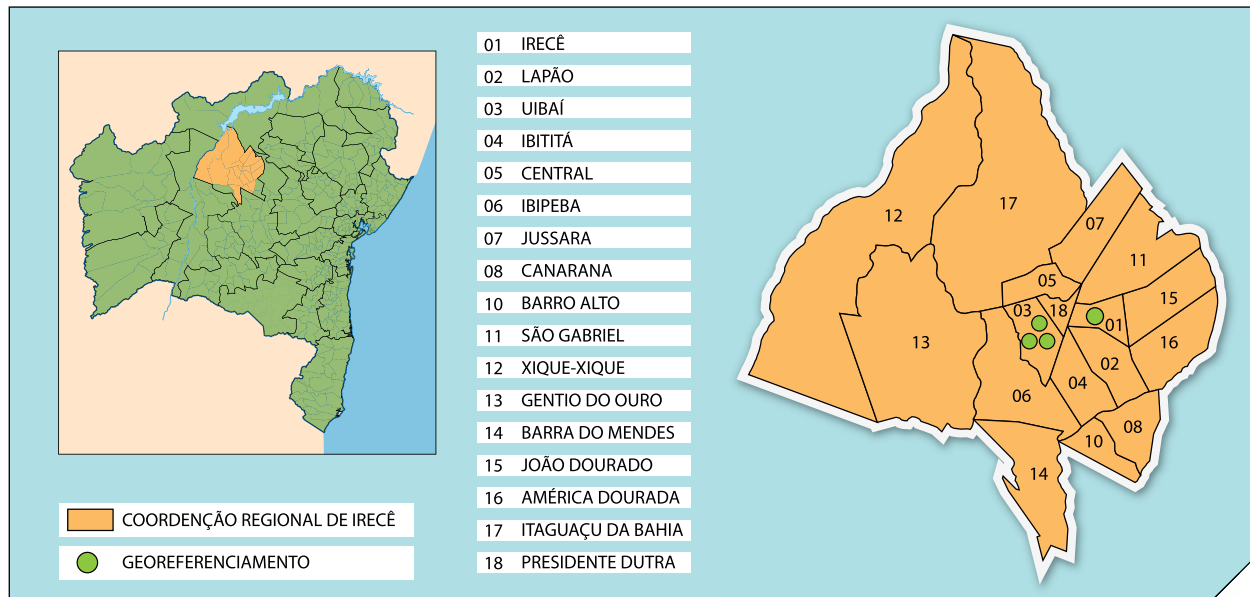 01 IRECÊ
02 LAPÃO
03 UIBAÍ
04 IBITITÁ
05 CENTRAL
06 IBIPEBA
07 JUSSARA
08 CANARANA
10 BARRO ALTO
11 SÃO GABRIEL
12 XIQUE-XIQUE
13 GENTIO DO OURO
14 BARRA DO MENDES
15 JOÃO DOURADO
16 AMÉRICA DOURADA
17 ITAGUAÇU DA BAHIA
18 PRESIDENTE DUTRA
COORDENÇÃO REGIONAL DE IRECÊ
GEOREFERENCIAMENTO
12
17
07
11
05
15
03
18
01
13
16
02
04
06
08
10
14